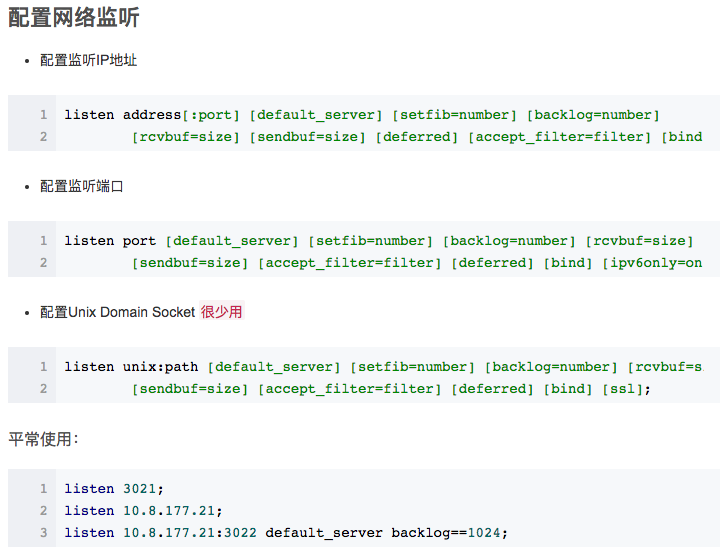 配置网络监听
• 配置监听IP地址
1 listen address[:port] [default_server] [setfib=number] [backlog=number]
2 [rcvbuf=size] [sendbuf=size] [deferred] [accept_filter=filter] [bind
• 配置监听端口
1 listen port [default_server] [setfib=number] [backlog=number] [rcvbuf=size]
2 [sendbuf=size] [accept_filter=filter] [deferred] [bind] [ipv6only=on
• 配置Unix Domain Socket 很少用
1 listen unix:path [default_server] [setfib=number] [backlog=number] [rcvbuf=s
2 [sendbuf=size] [accept_filter=filter] [deferred] [bind] [ssl];
平常使用：
1 listen 3021;
2 listen 10.8.177.21;
3 listen 10.8.177.21:3022 default_server backlog==1024;